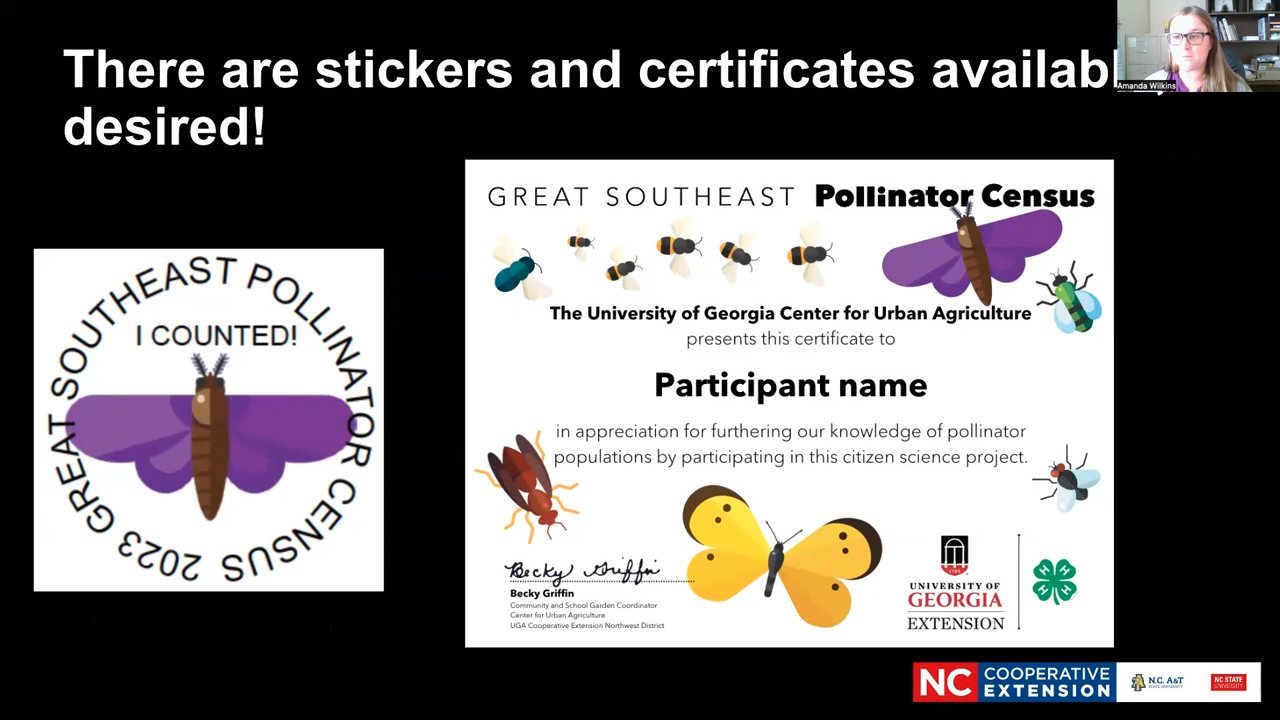 There are stickers and certificates availab
desired!
Amanda Wilkins
GREAT SOUTHEAST POLLINATOR CENSUS 2023
I COUNTED!
GREAT SOUTHEAST Pollinator Census
The University of Georgia Center for Urban Agriculture
presents this certificate to
Participant name
in appreciation for furthering our knowledge of pollinator
populations by participating in this citizen science project.
Becky Griffin
Becky Griffin
Community and School Garden Coordinator
Center for Urban Agriculture
UGA Cooperative Extension Northwest District
1785
UNIVERSITY OF
GEORGIA
EXTENSION
H H
H H
NC COOPERATIVE
EXTENSION
N.C. A&T
STATE UNIVERSITY
NC STATE
UNIVERSITY